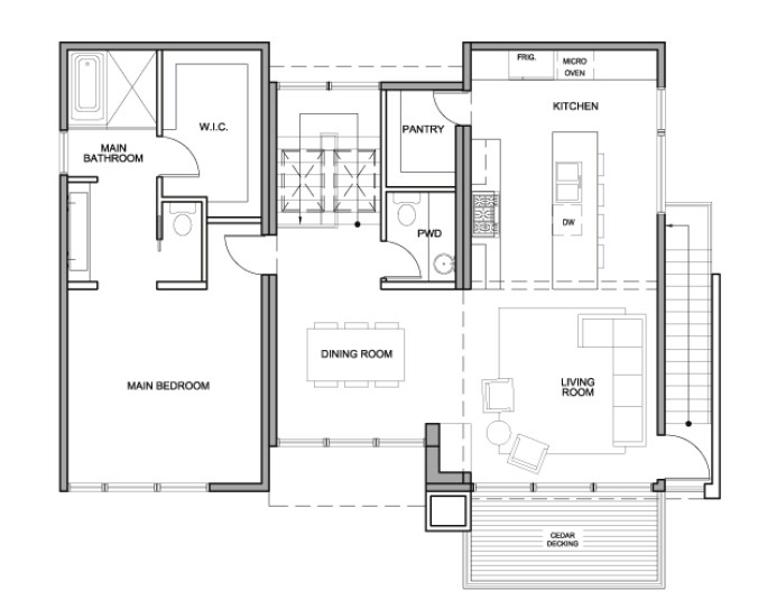 FRIG.
MICRO
OVEN
KITCHEN
W.I.C.
PANTRY
MAIN
BATHROOM
DW
PWD
DINING ROOM
MAIN BEDROOM
LIVING
ROOM
CEDAR
DECKING